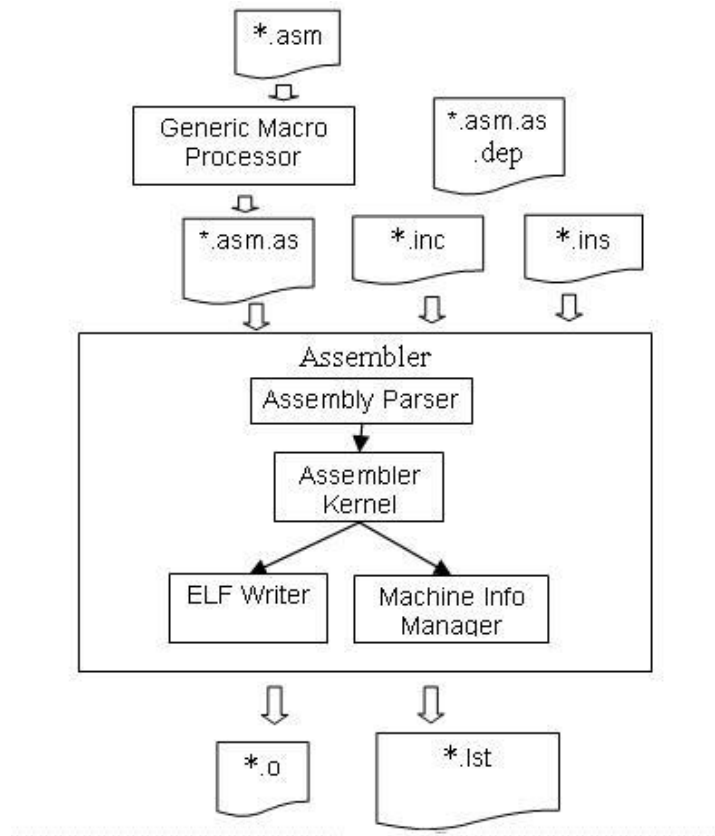 *.asm
Generic Macro
Processor
*.asm.as
.dep
*.asm.as
*.inc
*.ins
Assembler
Assembly Parser
Assembler
Kernel
ELF Writer
Machine Info
Manager
*.o
*.lst